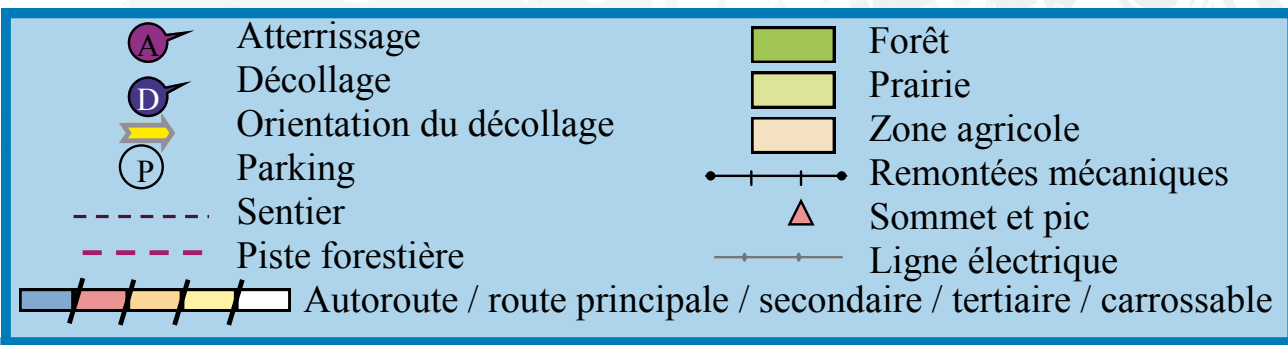 A Atterrissage
D Décollage
Orientation du décollage
P Parking
Sentier
Piste forestière
Forêt
Prairie
Zone agricole
Remontées mécaniques
Sommet et pic
Ligne électrique
Autoroute / route principale / secondaire / tertiaire / carrossable